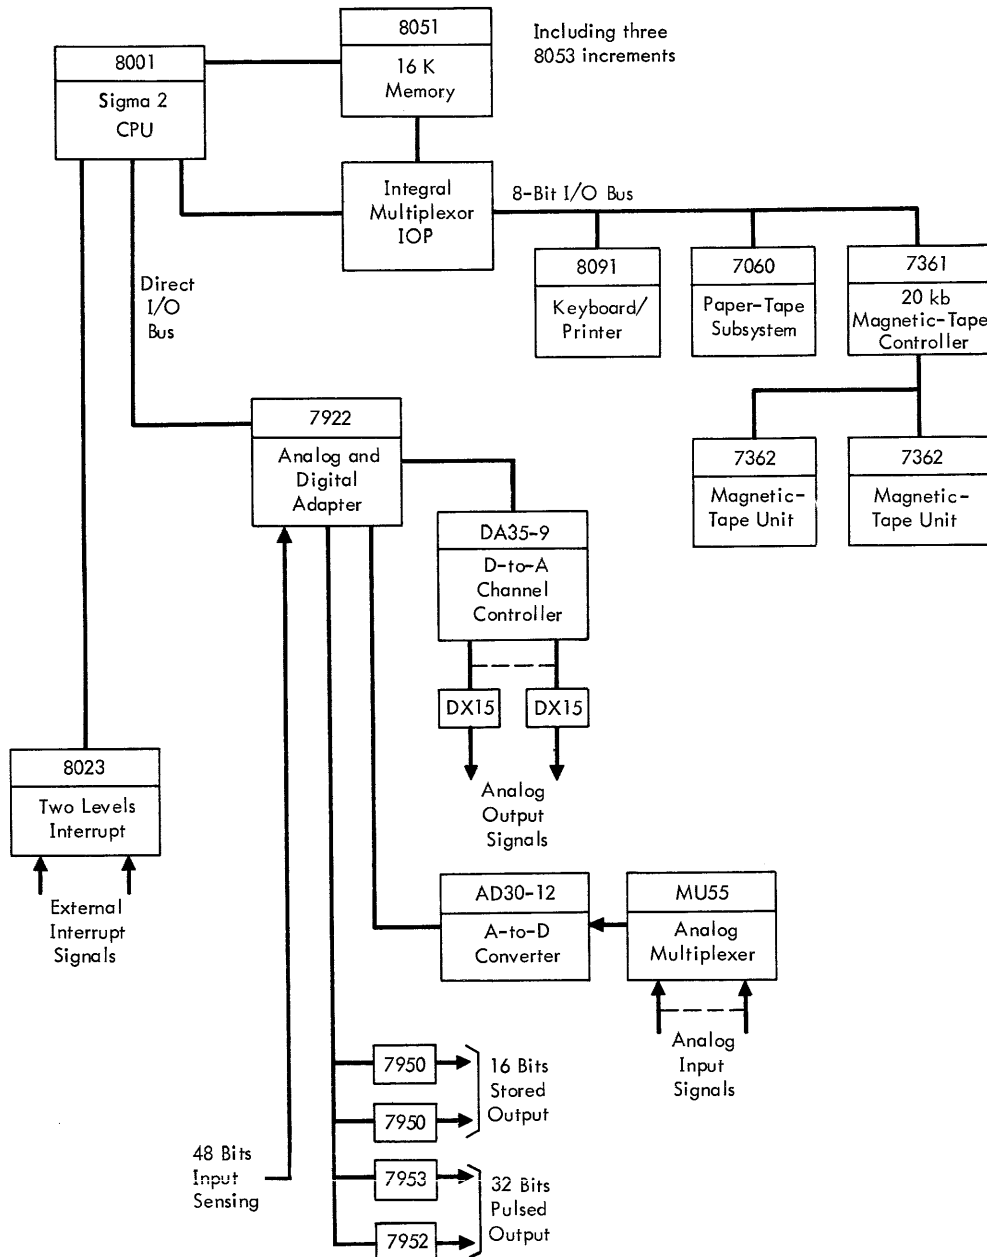 8051
16 K
Memory
Including three
8053 increments
8001
Sigma 2
CPU
Integral
Multiplexor
IOP
8-Bit I/O Bus
8091
Keyboard/
Printer
7060
Paper-Tape
Subsystem
7361
20 kb
Magnetic-Tape
Controller
7362
Magnetic-
Tape Unit
7362
Magnetic-
Tape Unit
Direct
I/O
Bus
7922
Analog and
Digital
Adapter
DA35-9
D-to-A
Channel
Controller
DX15
DX15
Analog
Output
Signals
8023
Two Levels
Interrupt
External
Interrupt
Signals
AD30-12
A-to-D
Converter
MU55
Analog
Multiplexer
Analog
Input
Signals
7950
7950
16 Bits
Stored
Output
48 Bits
Input
Sensing
7953
7952
32 Bits
Pulsed
Output